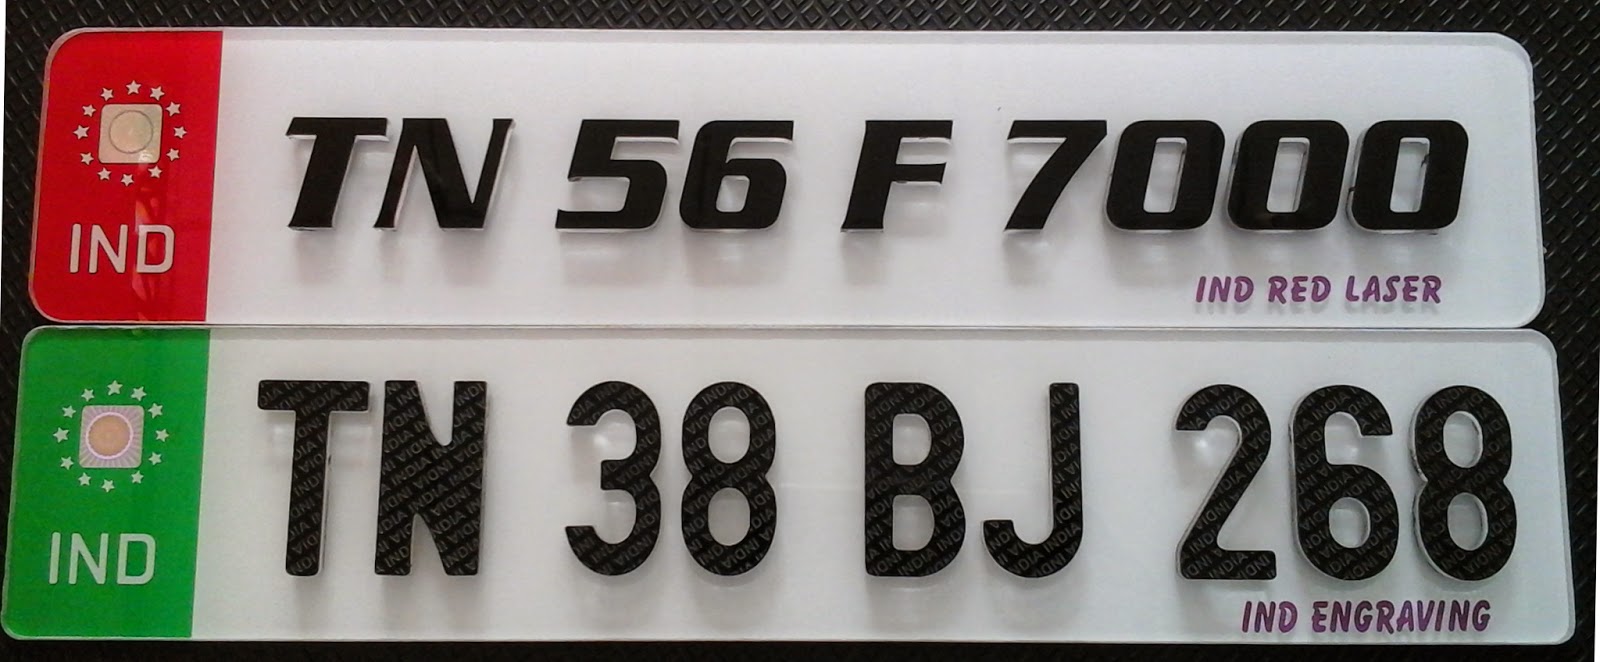 IND TN 56 F 7000
IND RED LASER
TN 38 BJ 268
IND
IND ENGRAVING